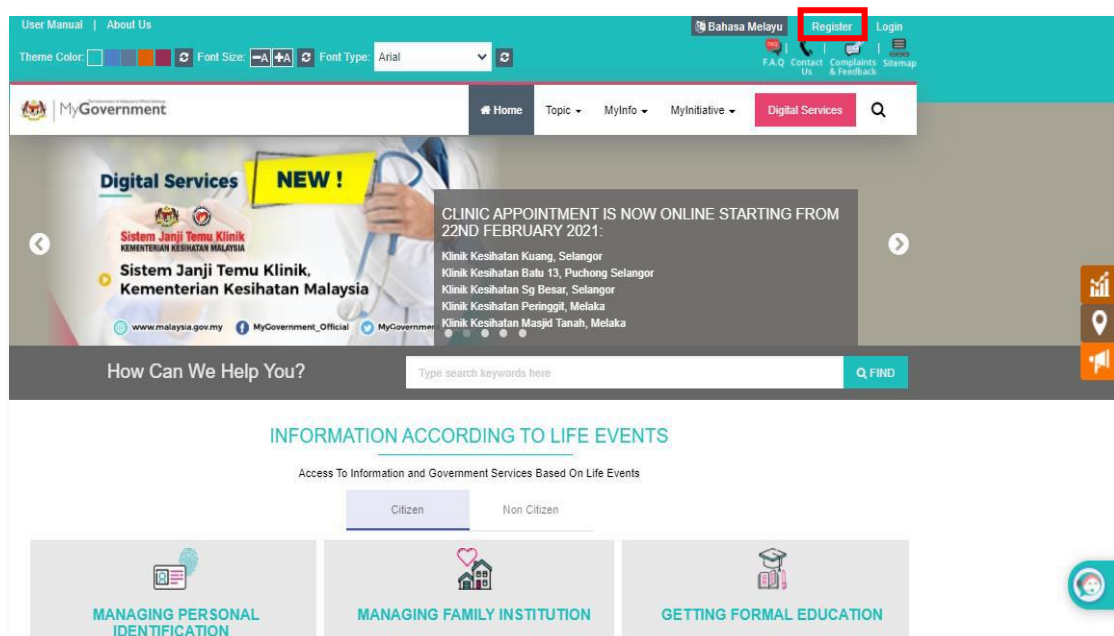 User Manual | About Us
Bahasa Melayu
Register
Login
Theme Color:
Font Size: -A +A
Font Type: Arial
FAQ
F.A.Q
Contact Us
Complaints & Feedback
Sitemap
MyGovernment
Home
Topic
MyInfo
MyInitiative
Digital Services
Digital Services
NEW !
Sistem Janji Temu Klinik
KEMENTERIAN KESIHATAN MALAYSIA
Sistem Janji Temu Klinik,
Kementerian Kesihatan Malaysia
www.malaysia.gov.my
MyGovernment_Official
MyGovernmen
CLINIC APPOINTMENT IS NOW ONLINE STARTING FROM
22ND FEBRUARY 2021:
Klinik Kesihatan Kuang, Selangor
Klinik Kesihatan Batu 13, Puchong Selangor
Klinik Kesihatan Sg Besar, Selangor
Klinik Kesihatan Peringgit, Melaka
Klinik Kesihatan Masjid Tanah, Melaka
How Can We Help You?
Type search keywords here
FIND
INFORMATION ACCORDING TO LIFE EVENTS
Access To Information and Government Services Based On Life Events
Citizen
Non Citizen
MANAGING PERSONAL
IDENTIFICATION
MANAGING FAMILY INSTITUTION
GETTING FORMAL EDUCATION